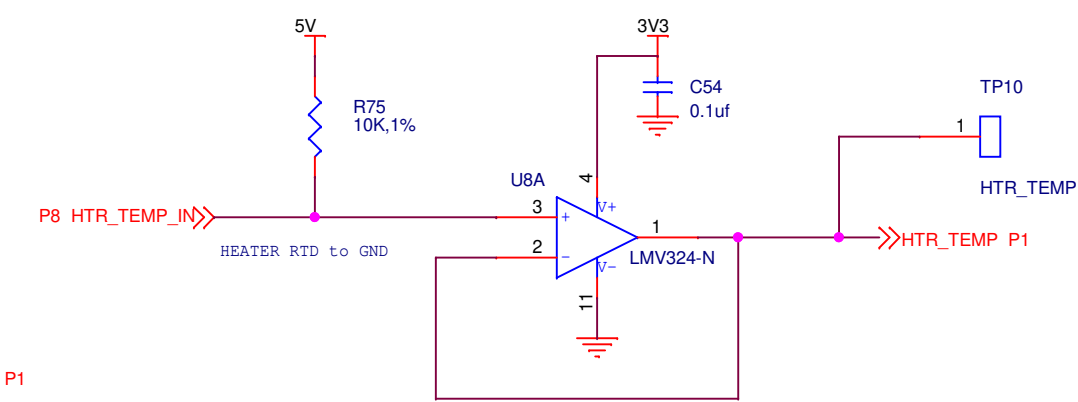 5V
3V3
R75
10K,1%
C54
0.1uf
TP10
1
HTR_TEMP
U8A
4
V+
P8 HTR_TEMP_IN
3
+
HEATER RTD to GND
2
-
1
LMV324-N
HTR_TEMP P1
V-
11
P1